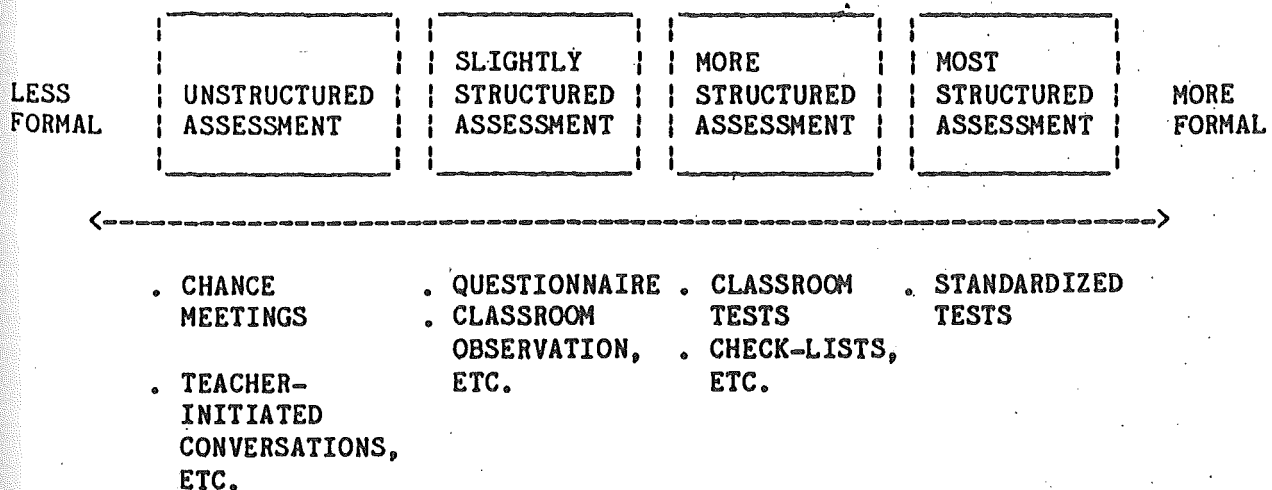 LESS
FORMAL
UNSTRUCTURED
ASSESSMENT
SLIGHTLY
STRUCTURED
ASSESSMENT
MORE
STRUCTURED
ASSESSMENT
MOST
STRUCTURED
ASSESSMENT
MORE
FORMAL
. CHANCE
MEETINGS
. TEACHER-
INITIATED
CONVERSATIONS,
ETC.
. QUESTIONNAIRE
. CLASSROOM
OBSERVATION,
ETC.
. CLASSROOM
TESTS
. CHECK-LISTS,
ETC.
. STANDARDIZED
TESTS